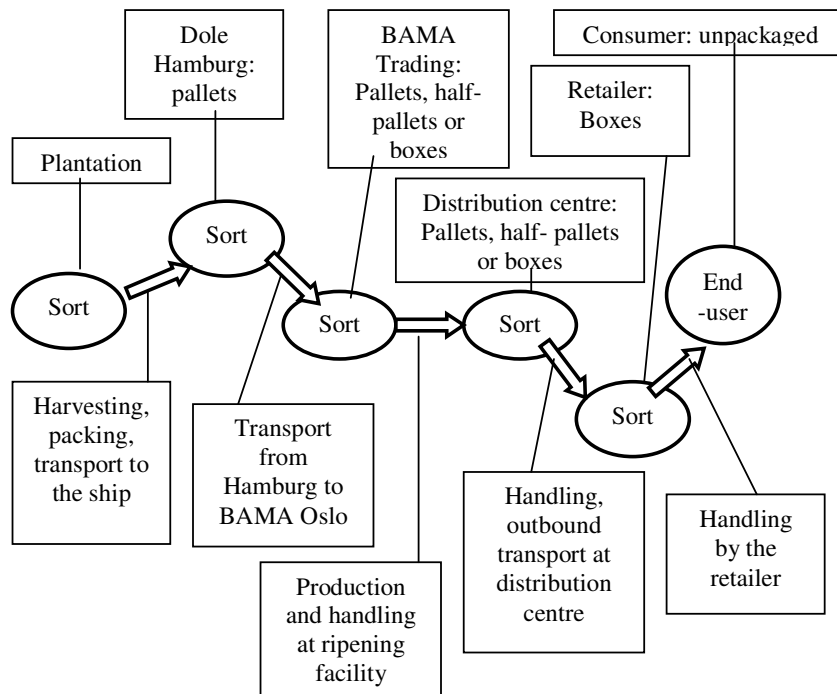 Dole
Hamburg:
pallets
BAMA
Trading:
Pallets, half-
pallets or
boxes
Consumer: unpackaged
Retailer:
Boxes
Plantation
Distribution centre:
Pallets, half- pallets
or boxes
Sort
Sort
Sort
Sort
Sort
End
-user
Harvesting,
packing,
transport to
the ship
Transport
from
Hamburg to
BAMA Oslo
Production
and handling
at ripening
facility
Handling,
outbound
transport at
distribution
centre
Handling
by the
retailer